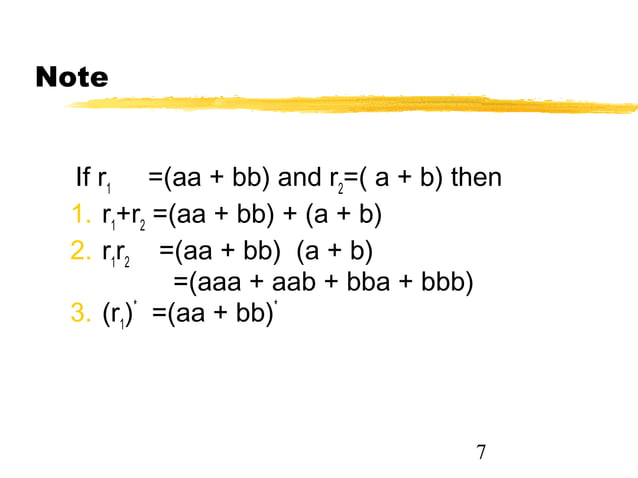 Note
If r₁ =(aa + bb) and r₂=( a + b) then
1. r₁+r₂ =(aa + bb) + (a + b)
2. r₁r₂ =(aa + bb) (a + b)
=(aaa + aab + bba + bbb)
3. (r₁)* =(aa + bb)*
7